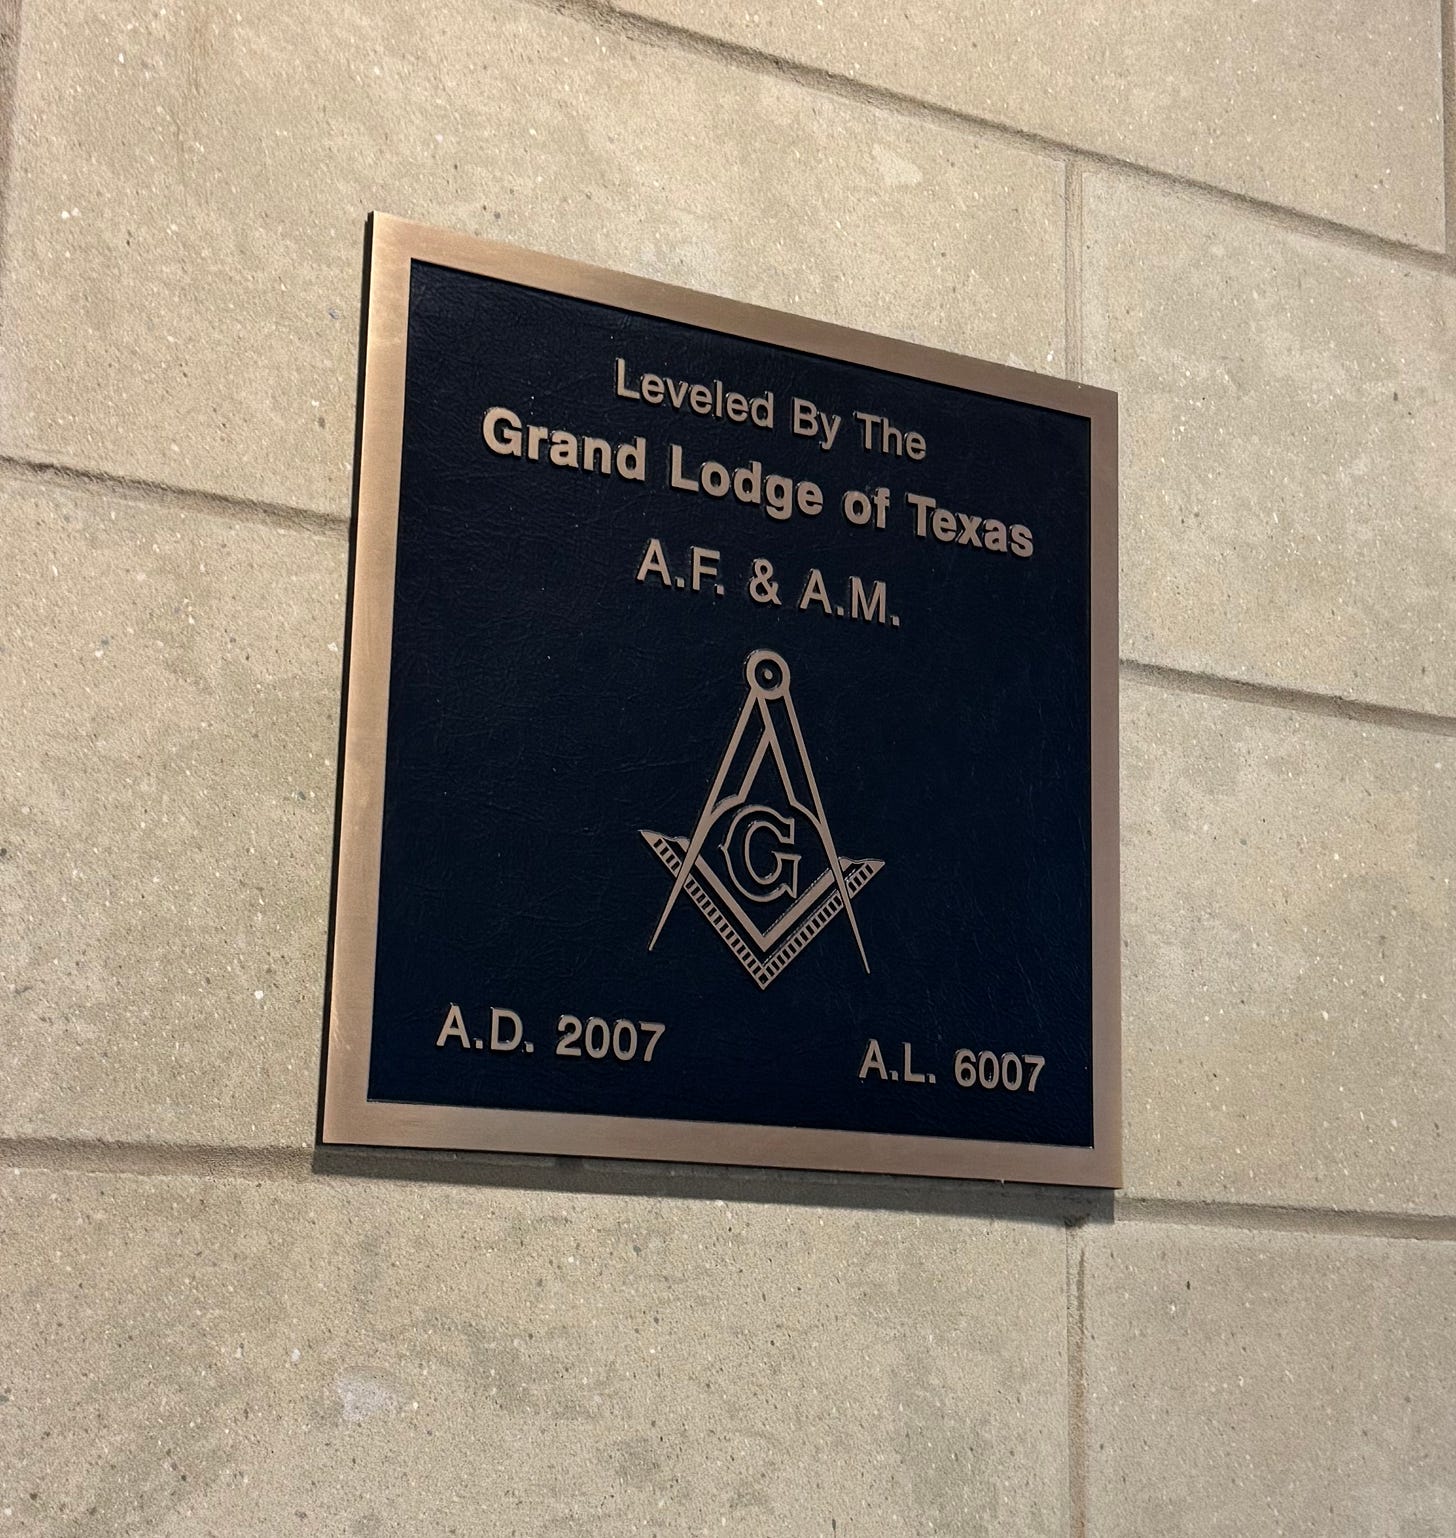 Leveled By The
Grand Lodge of Texas
A.F. & A.M.
G
A.D. 2007 A.L. 6007